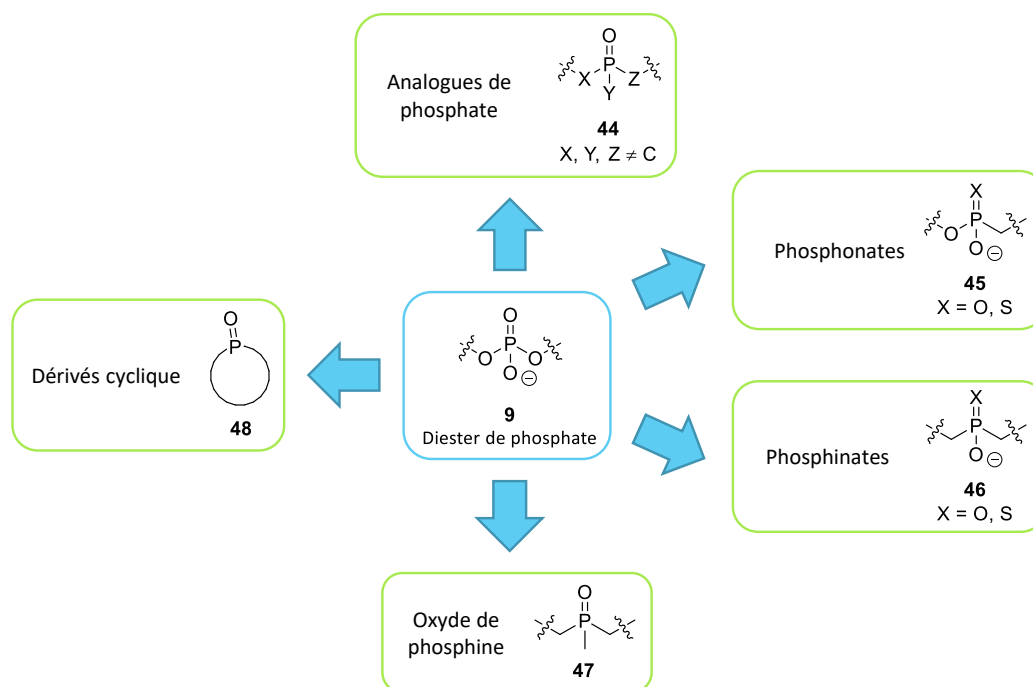 Analogues de
phosphate
O
P
X
Y
Z
44
X, Y, Z ≠ C
Phosphonates
X
P
O
O ⊖
45
X = O, S
Dérivés cyclique
O
P
48
O
P
O
O
O ⊖
9
Diester de phosphate
Phosphinates
X
P
O ⊖
46
X = O, S
Oxyde de
phosphine
O
P
47